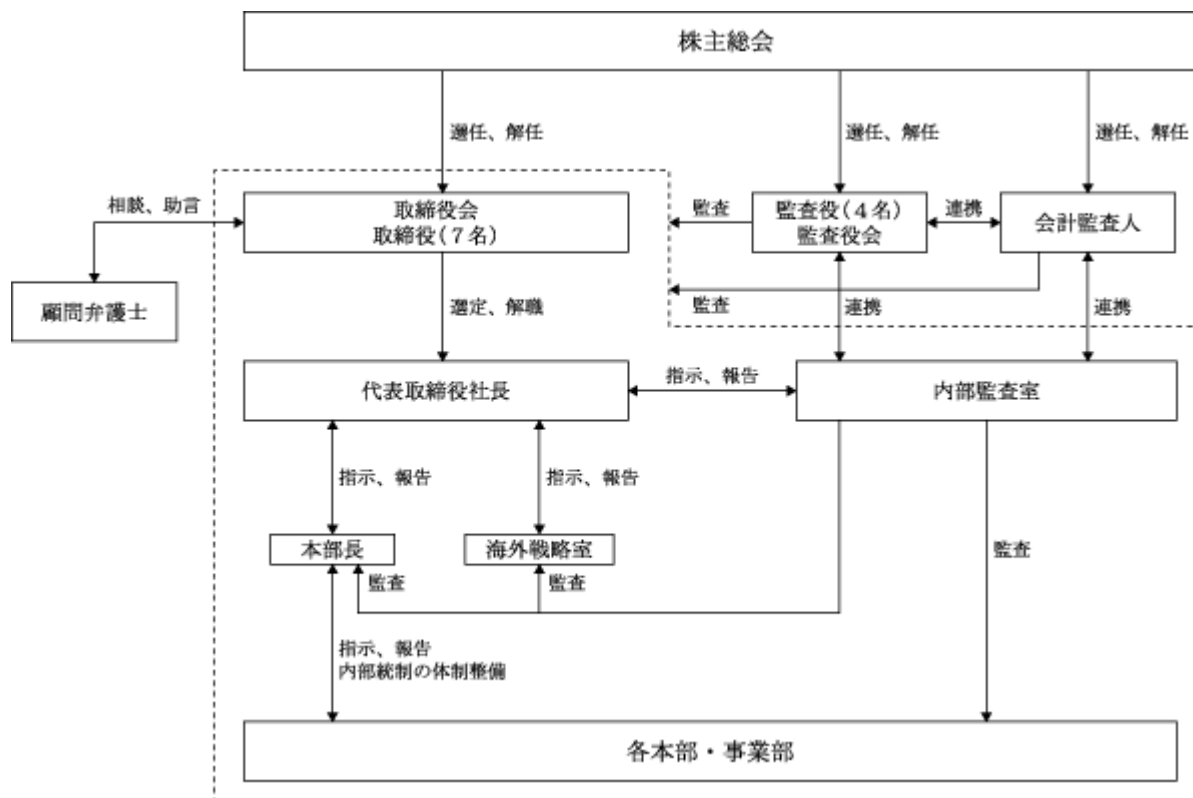 株主総会
選任、解任
選任、解任
選任、解任
相談、助言
取締役会
取締役(7名)
監査
監査役(4名)
監査役会
連携
会計監査人
顧問弁護士
選定、解職
監査
連携
連携
代表取締役社長
指示、報告
内部監査室
指示、報告
指示、報告
本部長
海外戦略室
監査
監査
監査
指示、報告
内部統制の体制整備
各本部・事業部